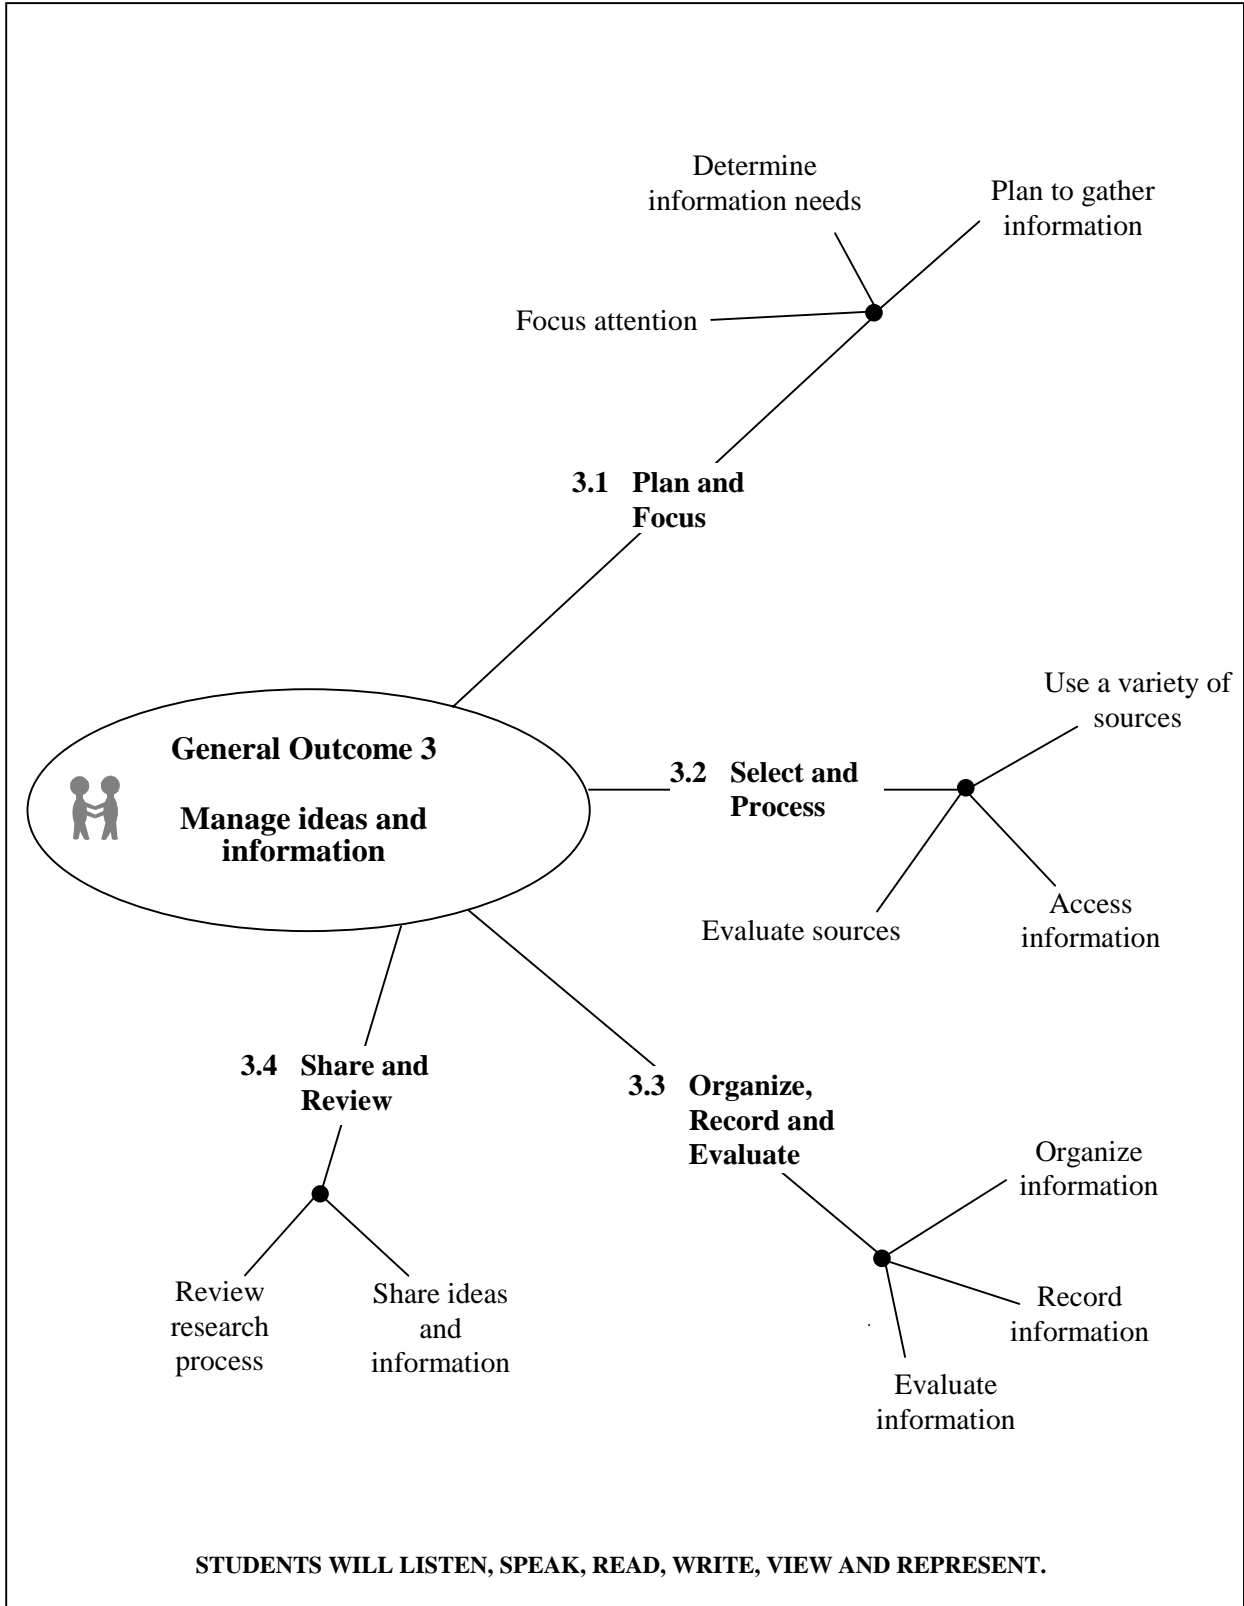 Determine
information needs
Plan to gather
information
Focus attention
3.1 Plan and
Focus
Use a variety of
sources
General Outcome 3
Manage ideas and
information
3.2 Select and
Process
Evaluate sources
Access
information
3.4 Share and
Review
3.3 Organize,
Record and
Evaluate
Organize
information
Review
research
process
Share ideas
and
information
Record
information
Evaluate
information
STUDENTS WILL LISTEN, SPEAK, READ, WRITE, VIEW AND REPRESENT.